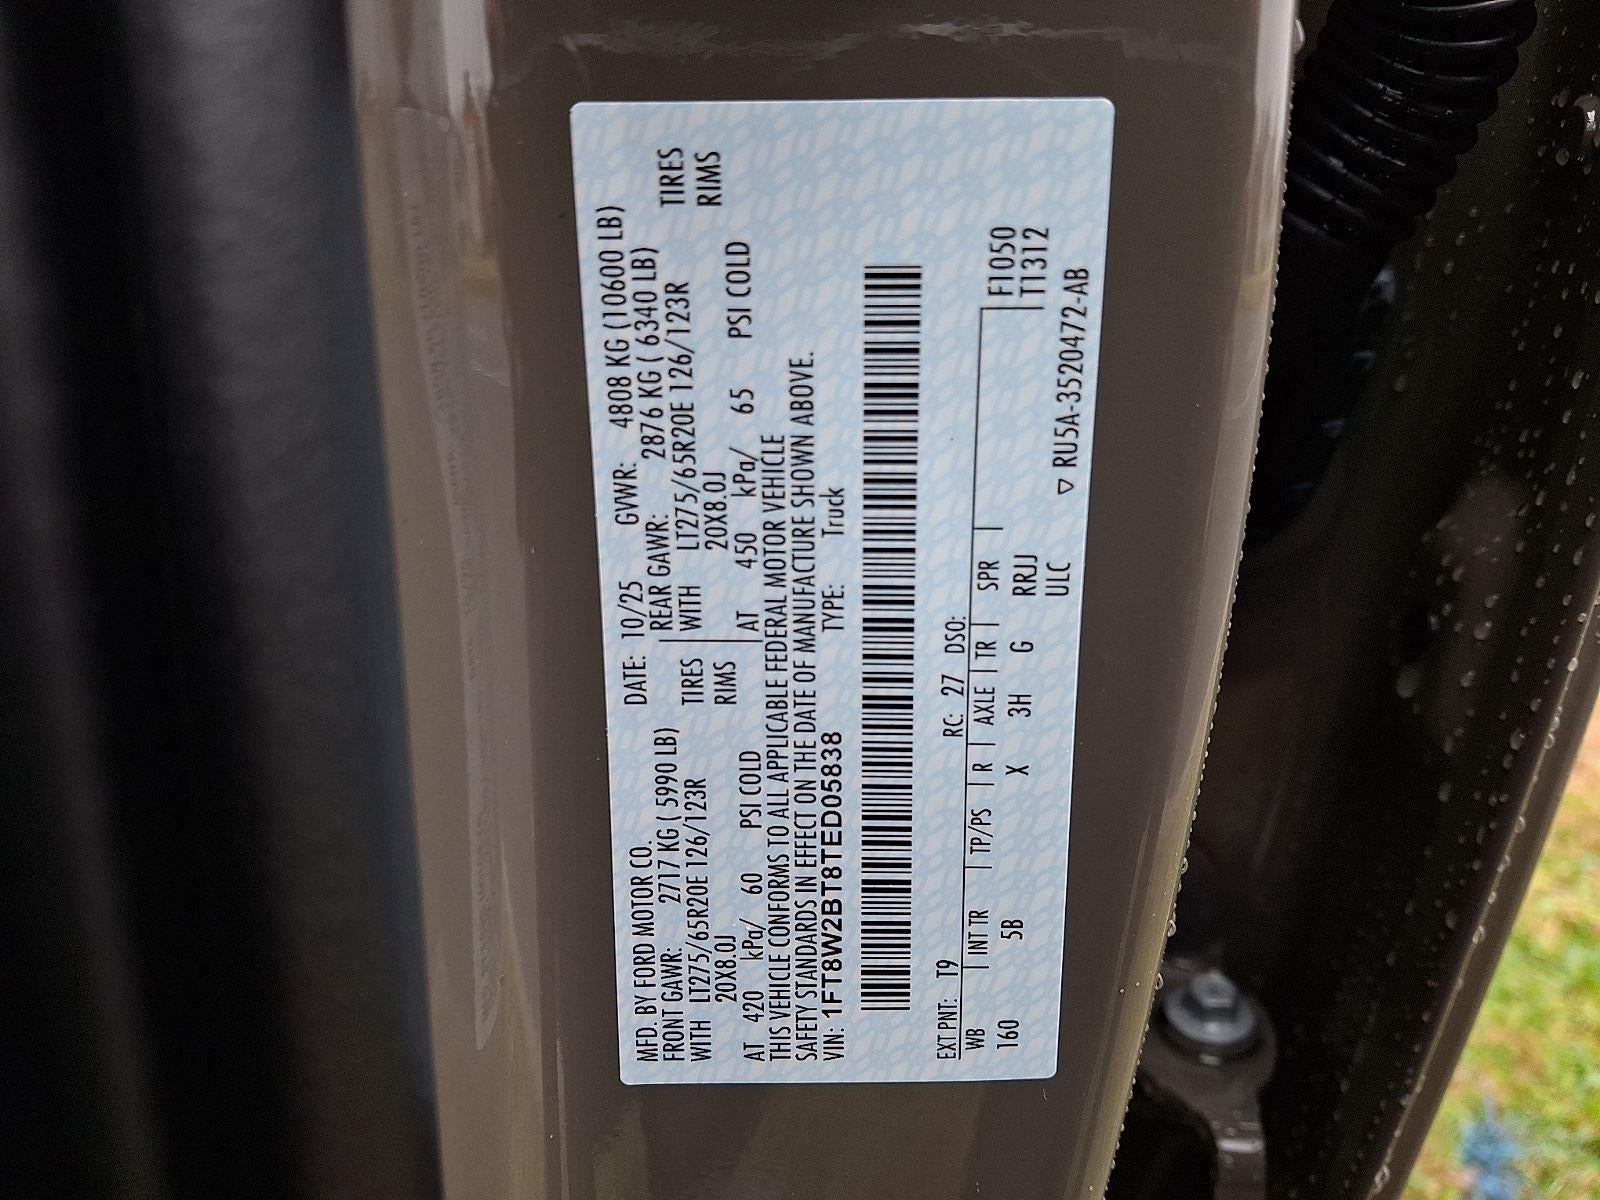 MFD. BY FORD MOTOR CO. DATE: 10/25 GVWR: 4808 KG (10600 LB)
FRONT GAWR: 2717 KG ( 5990 LB) REAR GAWR: 2876 KG ( 6340 LB)
WITH LT275/65R20E 126/123R TIRES WITH LT275/65R20E 126/123R TIRES
20X8.0J RIMS 20X8.0J RIMS
AT 420 kPa/ 60 PSI COLD AT 450 kPa/ 65 PSI COLD
THIS VEHICLE CONFORMS TO ALL APPLICABLE FEDERAL MOTOR VEHICLE
SAFETY STANDARDS IN EFFECT ON THE DATE OF MANUFACTURE SHOWN ABOVE.
VIN: 1FT8W2BT8TED05838 TYPE: Truck
EXT PNT: T9 RC: 27 DSO:
WB INT TR TP/PS R AXLE TR SPR F1050
160 5B X 3H G RRJJ T1312
ULC
▽ RU5A-3520472-AB